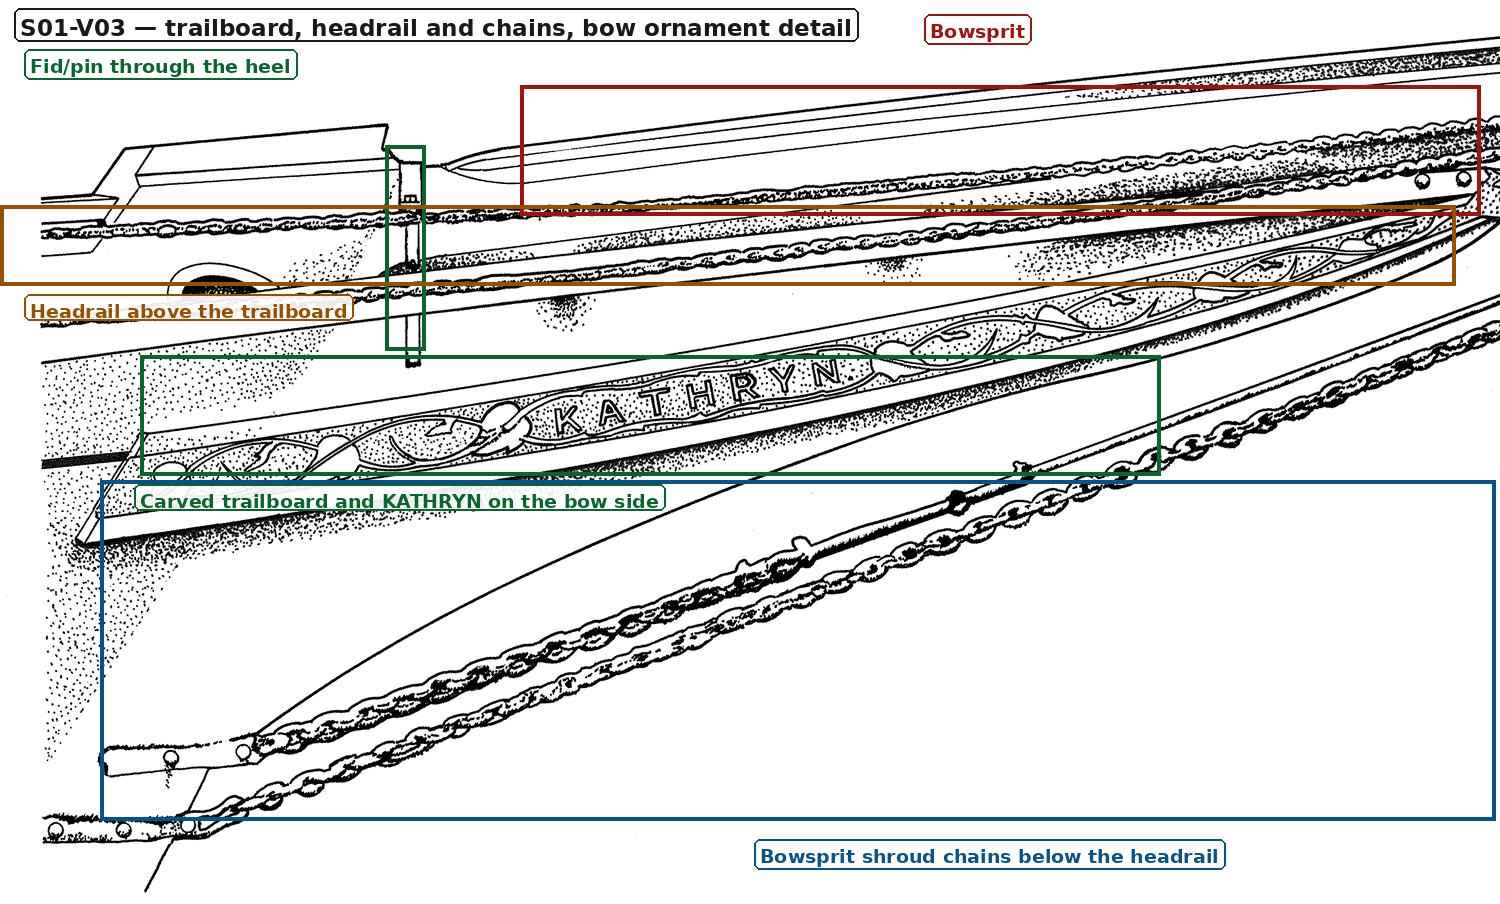 S01-V03 — trailboard, headrail and chains, bow ornament detail
Bowsprit
Fid/pin through the heel
Headrail above the trailboard
KATHRYN
Carved trailboard and KATHRYN on the bow side
Bowsprit shroud chains below the headrail